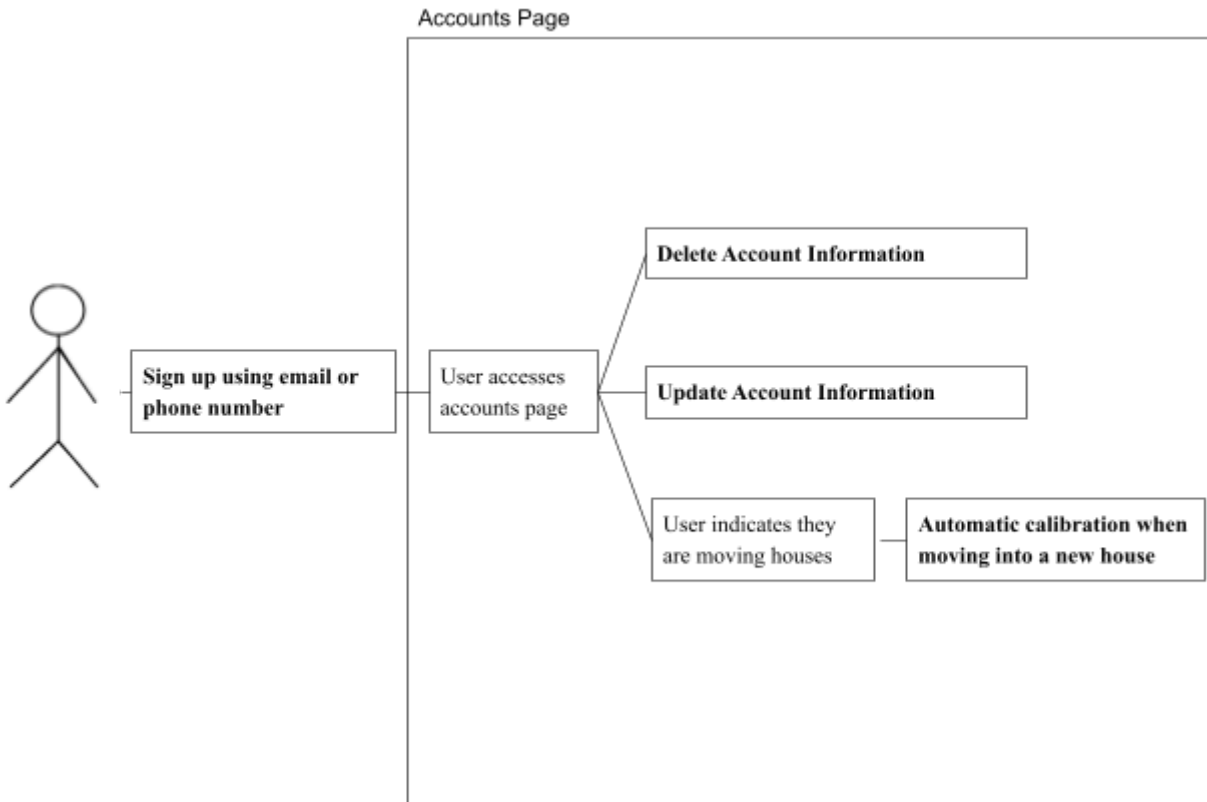 Accounts Page
Delete Account Information
Sign up using email or
phone number
User accesses
accounts page
Update Account Information
User indicates they
are moving houses
Automatic calibration when
moving into a new house